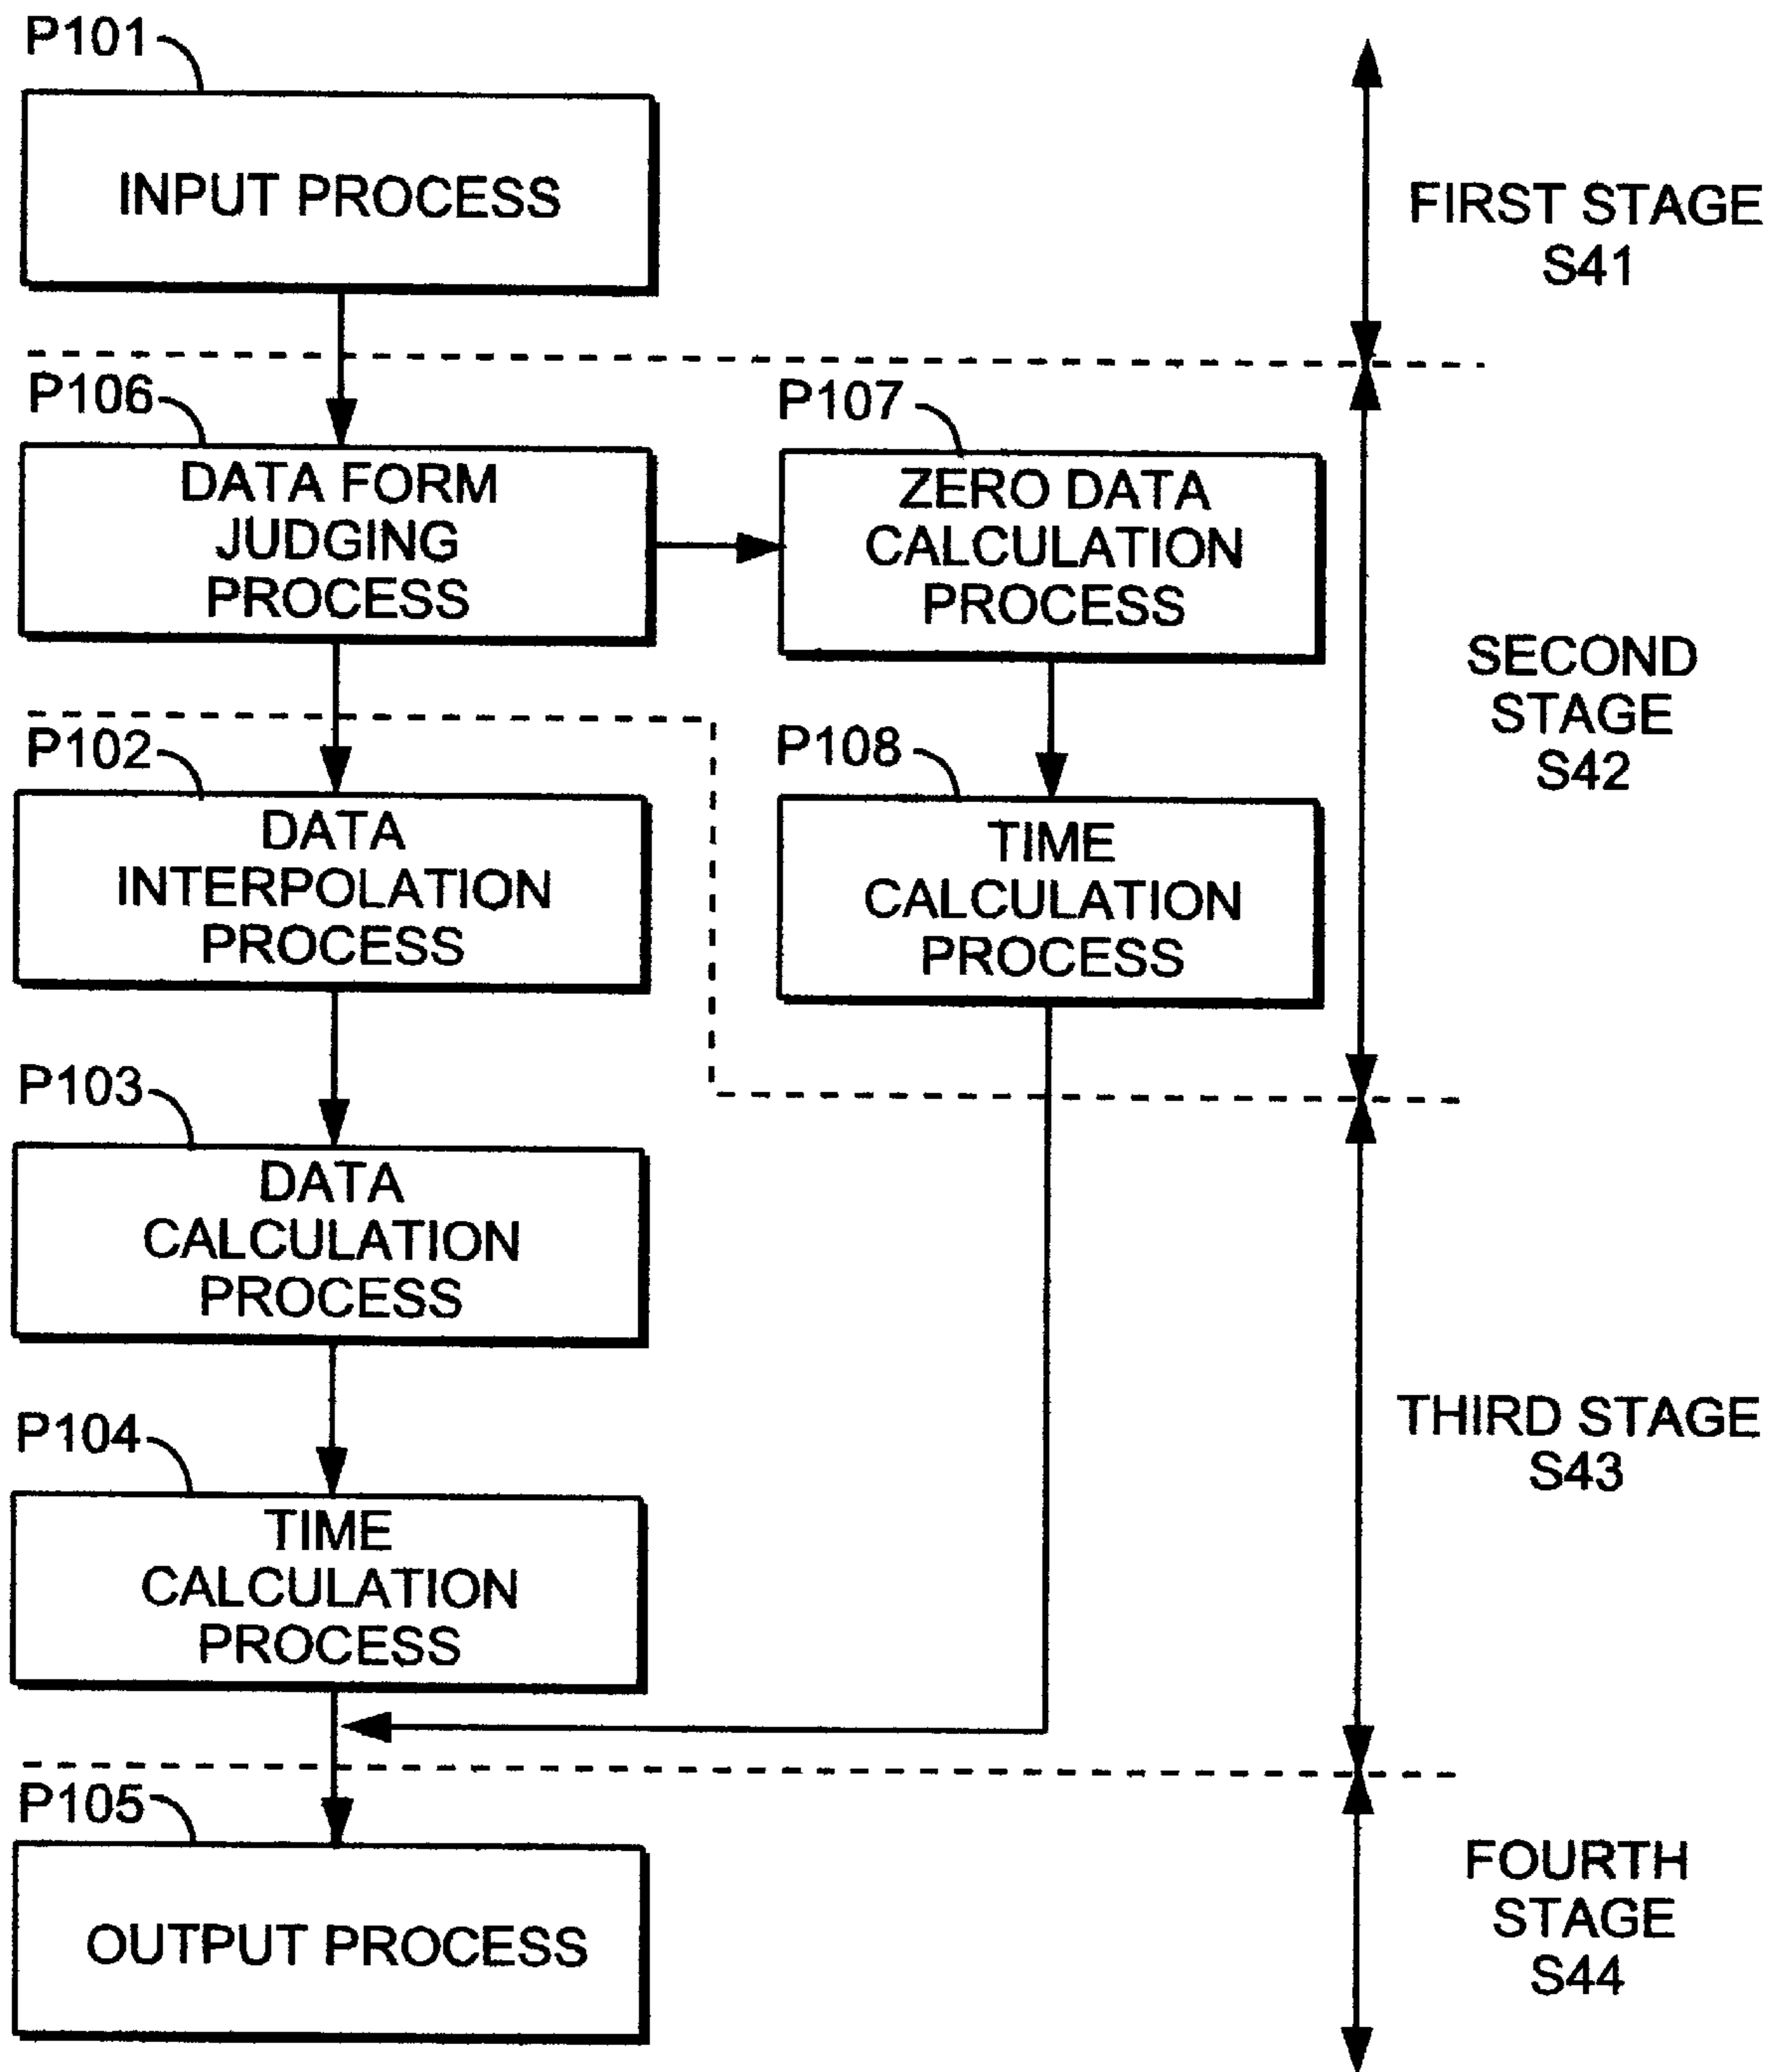 P101
INPUT PROCESS
FIRST STAGE
S41
P106
DATA FORM
JUDGING
PROCESS
P107
ZERO DATA
CALCULATION
PROCESS
SECOND
STAGE
S42
P102
DATA
INTERPOLATION
PROCESS
P108
TIME
CALCULATION
PROCESS
P103
DATA
CALCULATION
PROCESS
THIRD STAGE
S43
P104
TIME
CALCULATION
PROCESS
P105
OUTPUT PROCESS
FOURTH
STAGE
S44